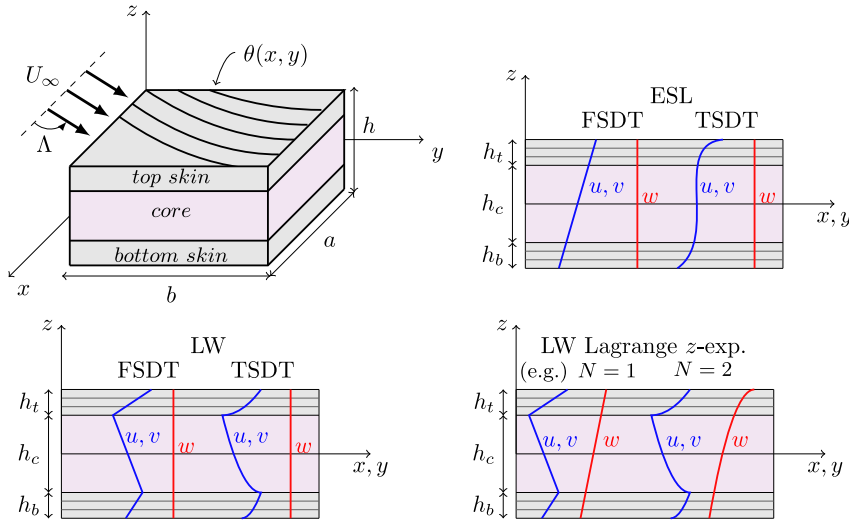 z
U∞
θ(x, y)
Λ
h
y
top skin
core
bottom skin
a
x
b
z
ESL
FSDT TSDT
h_t
u, v w u, v w
h_c
x, y
h_b
z
LW
FSDT TSDT
h_t
u, v w u, v w
h_c
x, y
h_b
z
LW Lagrange z-exp.
(e.g.) N = 1 N = 2
h_t
u, v w u, v w
h_c
x, y
h_b